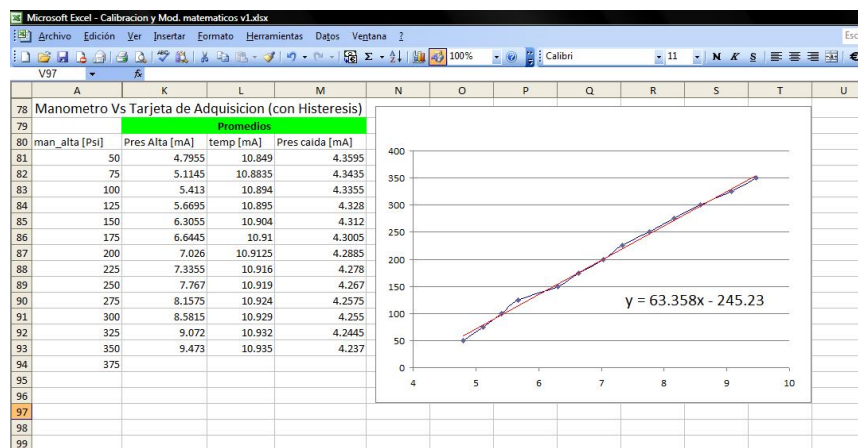 Microsoft Excel - Calibracion y Mod. matematicos v1.xlsx
Archivo Edición Ver Insertar Formato Herramientas Datos Ventana ?
100% Calibri 11 N K S
V97 fx
A K L M N O P Q R S T U
78 Manometro Vs Tarjeta de Adquisicion (con Histeresis)
79 Promedios
80 man_alta [Psi] Pres Alta [mA] temp [mA] Pres caida [mA]
81 50 4.7955 10.849 4.3595
82 75 5.1145 10.8835 4.3435
83 100 5.413 10.894 4.3355
84 125 5.6695 10.895 4.328
85 150 6.3055 10.904 4.312
86 175 6.6445 10.91 4.3005
87 200 7.026 10.9125 4.2885
88 225 7.3355 10.916 4.278
89 250 7.767 10.919 4.267
90 275 8.1575 10.924 4.2575
91 300 8.5815 10.929 4.255
92 325 9.072 10.932 4.2445
93 350 9.473 10.935 4.237
94 375
95
96
97
98
99
400
350
300
250
200
150
100
50
0
4 5 6 7 8 9 10
y = 63.358x - 245.23